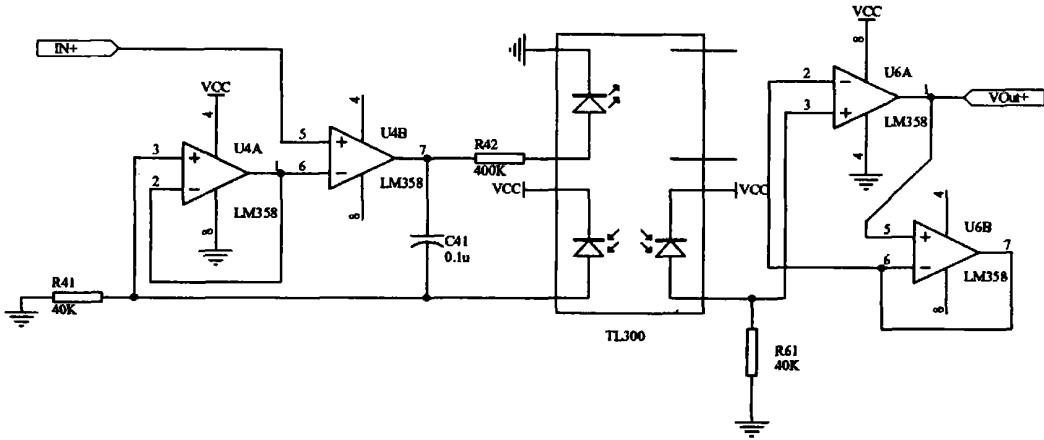 IN+
VCC
4
3
2
1
U4A
LM358
8
4
5
6
7
U4B
LM358
8
R42
400K
VCC
C41
0.1u
R41
40K
TL300
VCC
R61
40K
VCC
8
2
3
1
U6A
LM358
4
VOut+
4
5
6
7
U6B
LM358
8